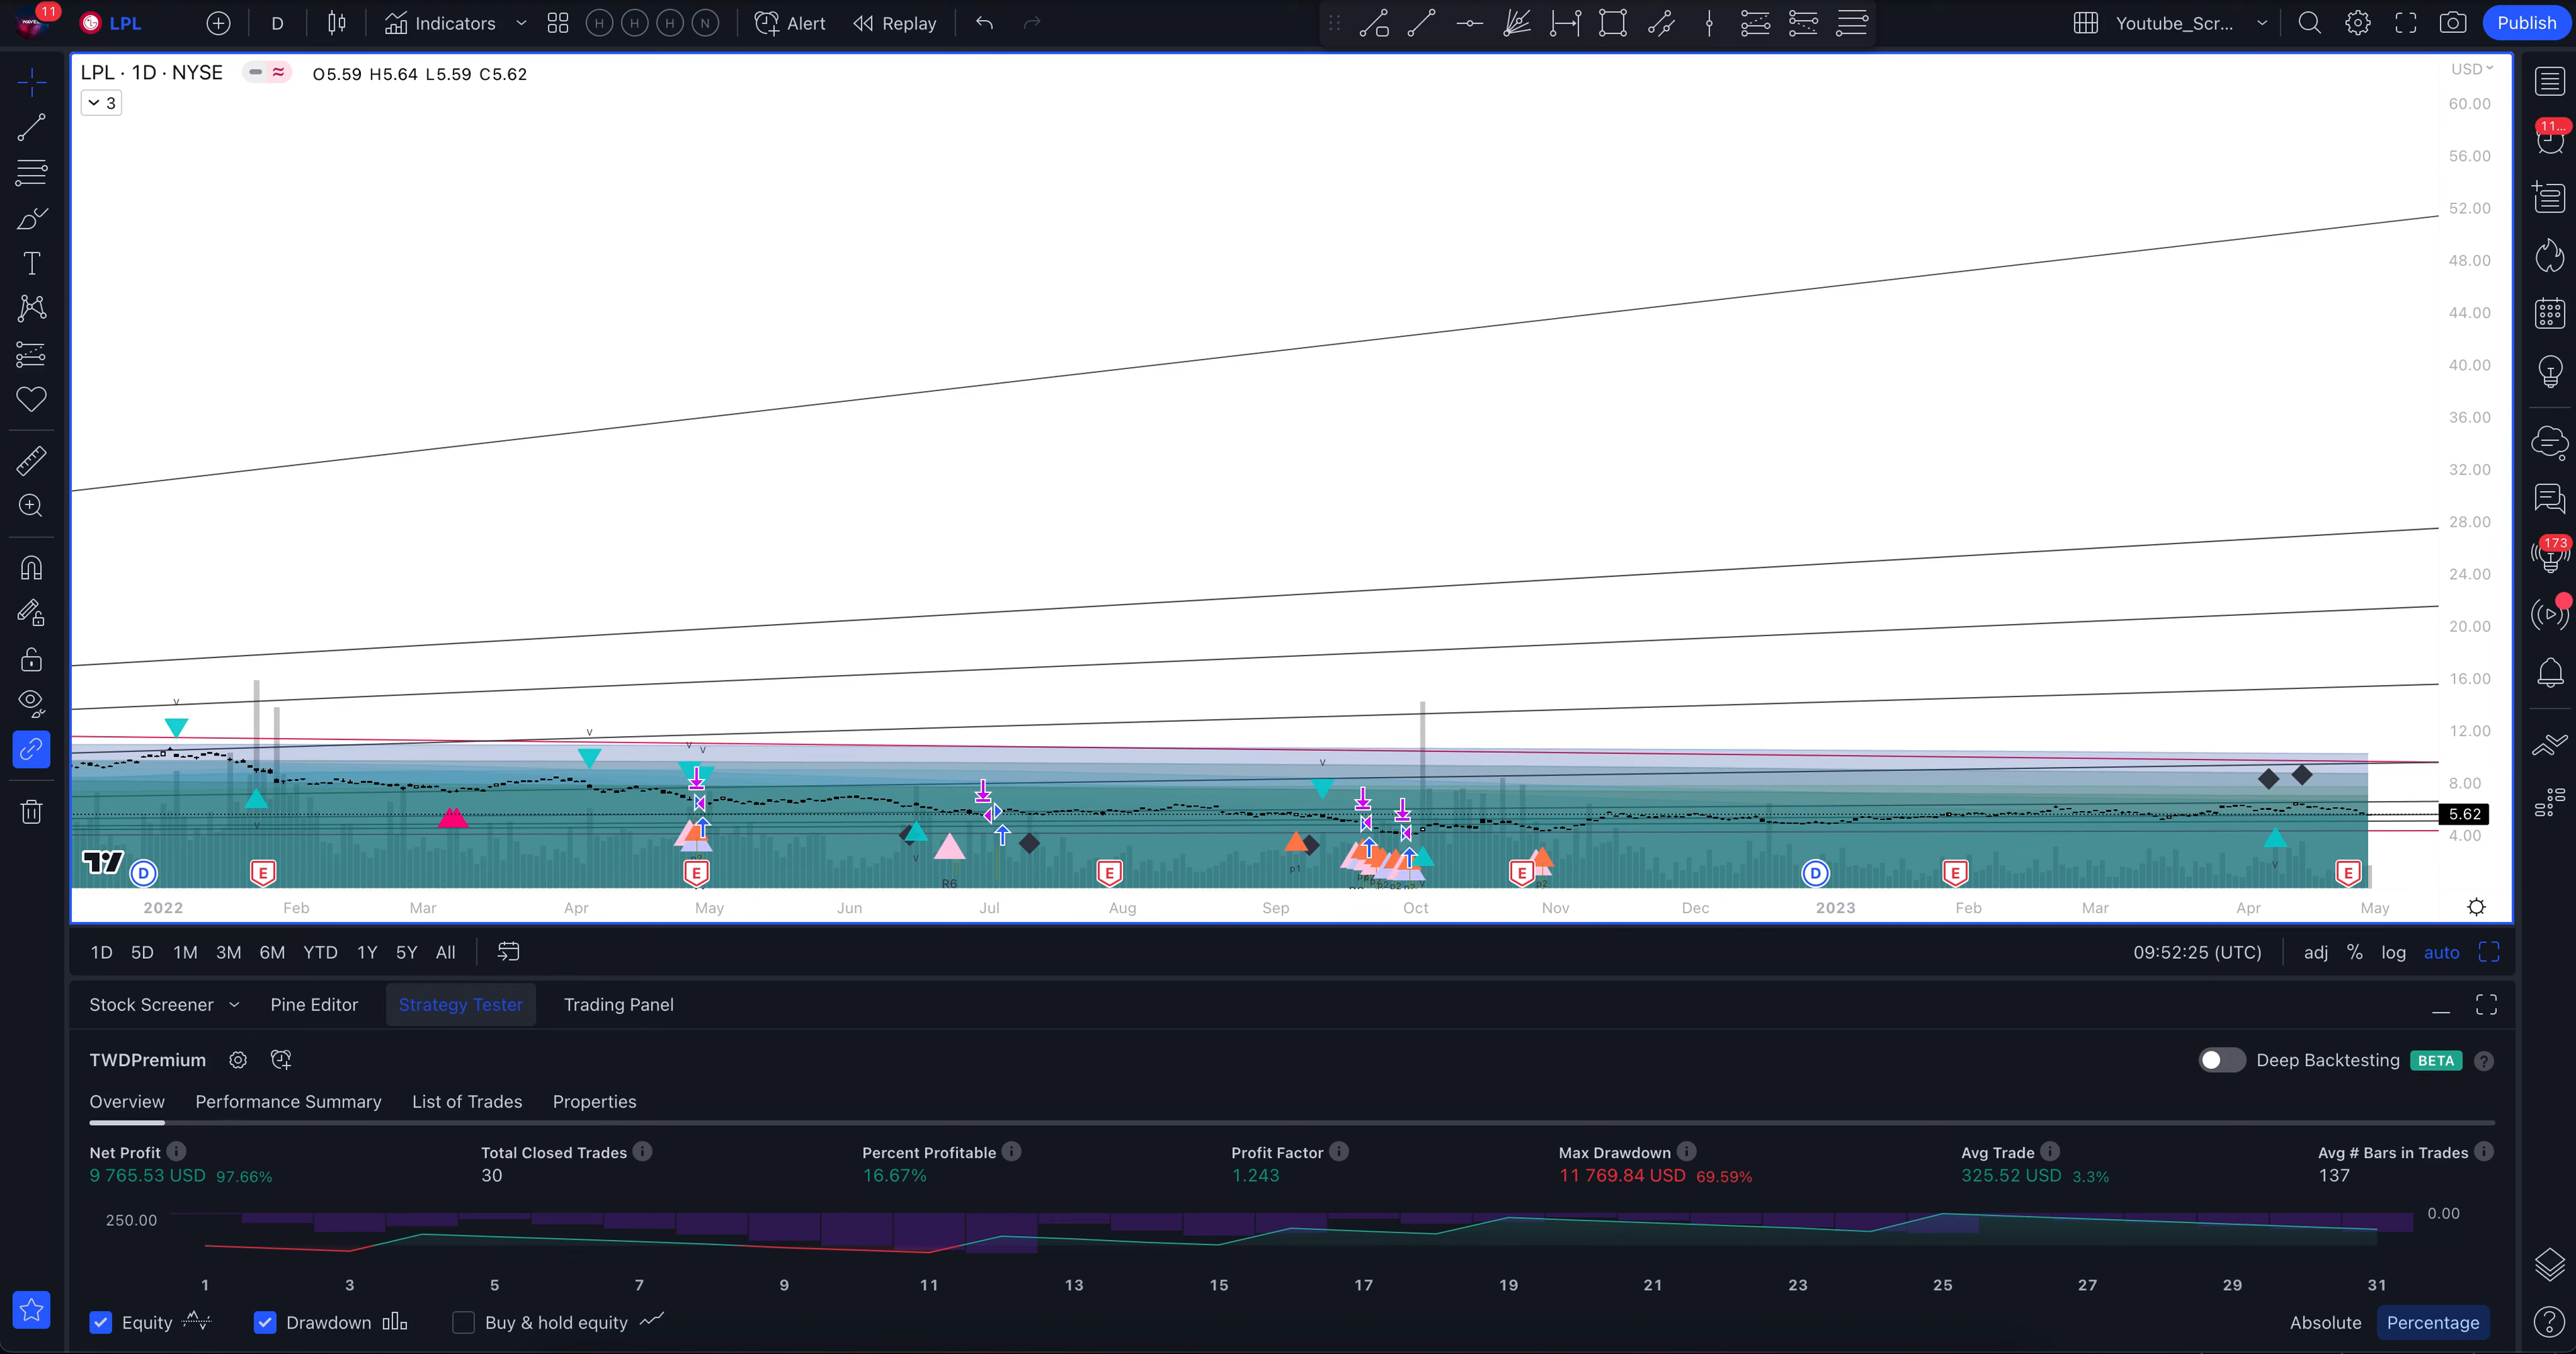 11
LPL
D
Indicators
H H H N
Alert
Replay
Youtube_Scr...
Publish
LPL · 1D · NYSE O5.59 H5.64 L5.59 C5.62
3
USD
60.00
56.00
52.00
48.00
44.00
40.00
36.00
32.00
28.00
24.00
20.00
16.00
12.00
8.00
5.62
4.00
11...
173
v
v
v v
v
v
v
R6
p1
v
p2
v
D E E E E D E E
2022 Feb Mar Apr May Jun Jul Aug Sep Oct Nov Dec 2023 Feb Mar Apr May
1D 5D 1M 3M 6M YTD 1Y 5Y All
09:52:25 (UTC) adj % log auto
Stock Screener Pine Editor Strategy Tester Trading Panel
TWDPremium
Deep Backtesting BETA
Overview Performance Summary List of Trades Properties
Net Profit Total Closed Trades Percent Profitable Profit Factor Max Drawdown Avg Trade Avg # Bars in Trades
9 765.53 USD 97.66% 30 16.67% 1.243 11 769.84 USD 69.59% 325.52 USD 3.3% 137
250.00 0.00
1 3 5 7 9 11 13 15 17 19 21 23 25 27 29 31
Equity Drawdown Buy & hold equity
Absolute Percentage